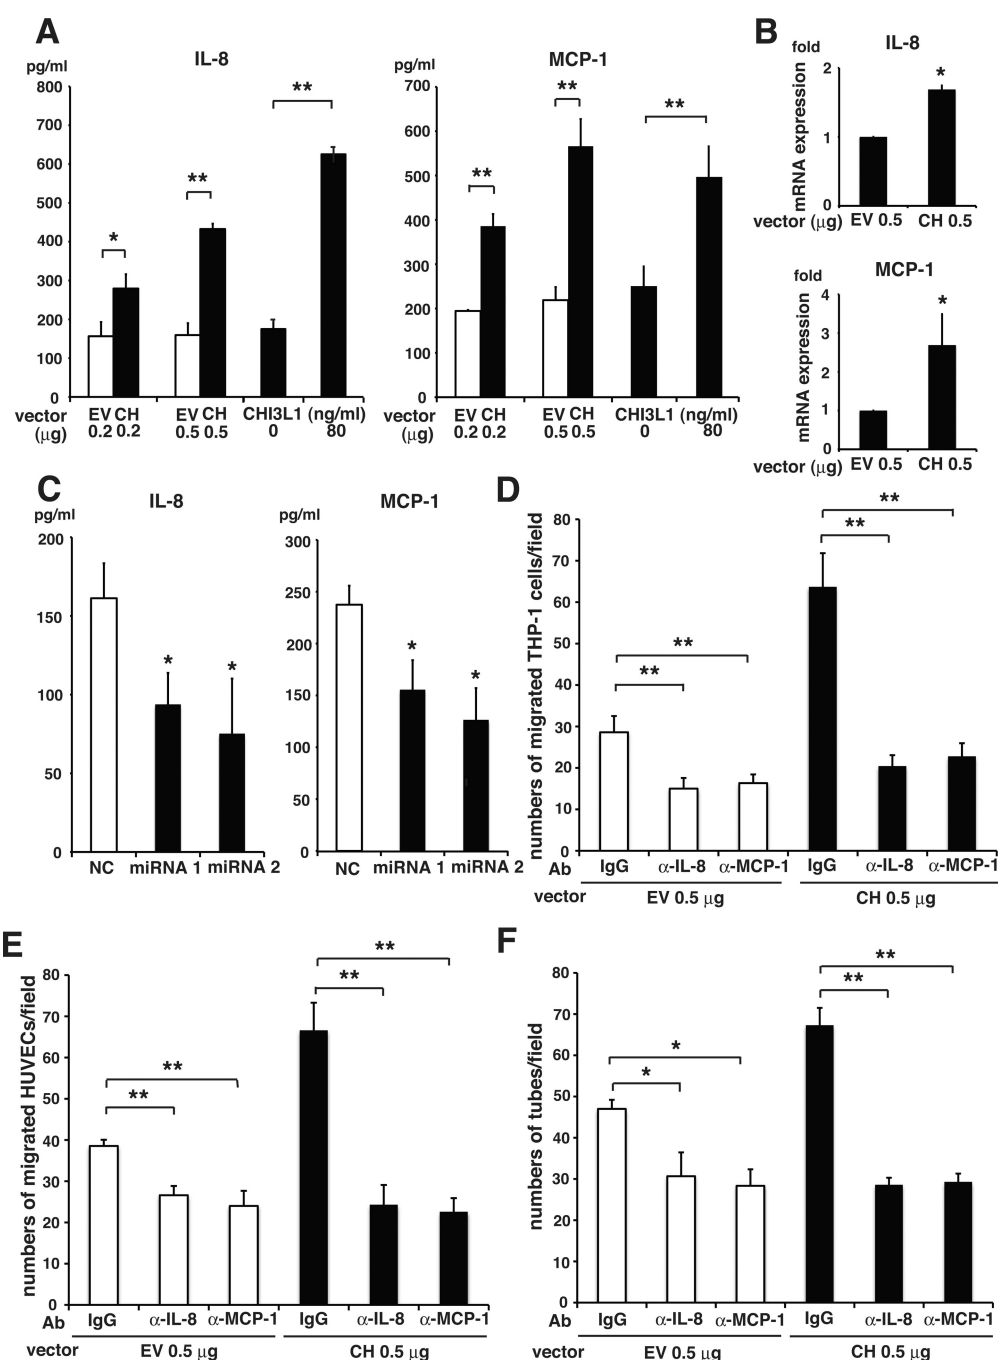 A
IL-8
pg/ml
**
800
700
600
500
400
300
200
100
0
*
**
EV CH EV CH CHI3L1 (ng/ml)
vector
(μg)
0.2 0.2 0.5 0.5 0 80
MCP-1
pg/ml
700
600
500
400
300
200
100
0
**
**
**
EV CH EV CH CHI3L1 (ng/ml)
vector
(μg)
0.2 0.2 0.5 0.5 0 80
B
fold
IL-8
mRNA expression
2
1
0
*
vector (μg) EV 0.5 CH 0.5
fold
MCP-1
mRNA expression
4
3
2
1
0
*
vector (μg) EV 0.5 CH 0.5
C
IL-8
pg/ml
200
150
100
50
0
*
*
NC miRNA 1 miRNA 2
MCP-1
pg/ml
300
250
200
150
100
50
0
*
*
NC miRNA 1 miRNA 2
D
numbers of migrated THP-1 cells/field
80
70
60
50
40
30
20
10
0
**
**
**
**
Ab IgG α-IL-8 α-MCP-1 IgG α-IL-8 α-MCP-1
vector EV 0.5 μg CH 0.5 μg
E
numbers of migrated HUVECs/field
80
70
60
50
40
30
20
10
0
**
**
**
**
Ab IgG α-IL-8 α-MCP-1 IgG α-IL-8 α-MCP-1
vector EV 0.5 μg CH 0.5 μg
F
numbers of tubes/field
80
70
60
50
40
30
20
10
0
*
*
**
**
Ab IgG α-IL-8 α-MCP-1 IgG α-IL-8 α-MCP-1
vector EV 0.5 μg CH 0.5 μg